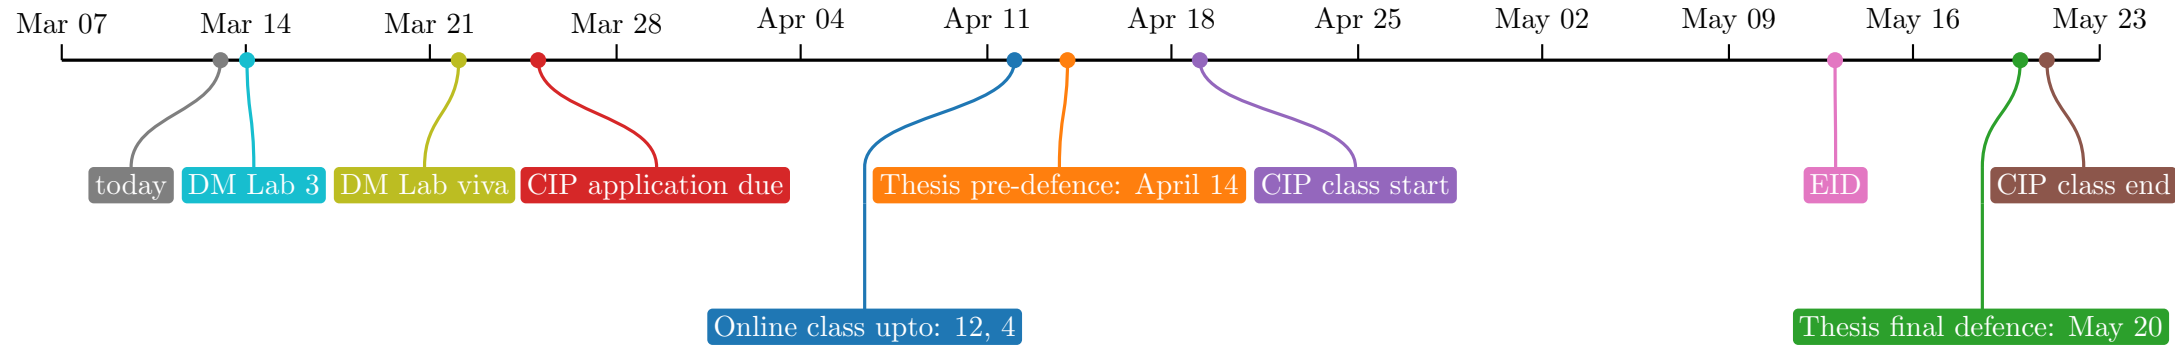 Mar 07
Mar 14
Mar 21
Mar 28
Apr 04
Apr 11
Apr 18
Apr 25
May 02
May 09
May 16
May 23
today
DM Lab 3
DM Lab viva
CIP application due
Thesis pre-defence: April 14
CIP class start
EID
CIP class end
Online class upto: 12, 4
Thesis final defence: May 20